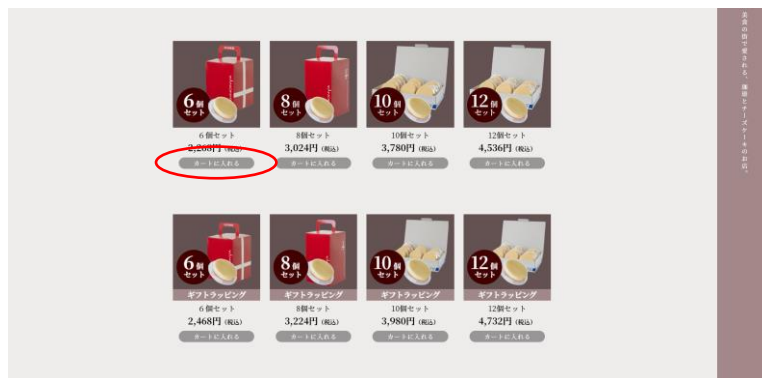 6個
セット
8個
セット
10個
セット
12個
セット
6個セット
8個セット
10個セット
12個セット
2,268円 (税込)
3,024円 (税込)
3,780円 (税込)
4,536円 (税込)
カートに入れる
カートに入れる
カートに入れる
カートに入れる
6個
セット
8個
セット
10個
セット
12個
セット
ギフトラッピング
ギフトラッピング
ギフトラッピング
ギフトラッピング
6個セット
8個セット
10個セット
12個セット
2,468円 (税込)
3,224円 (税込)
3,980円 (税込)
4,732円 (税込)
カートに入れる
カートに入れる
カートに入れる
カートに入れる
美食の街で愛される、珈琲とチーズケーキのお店。